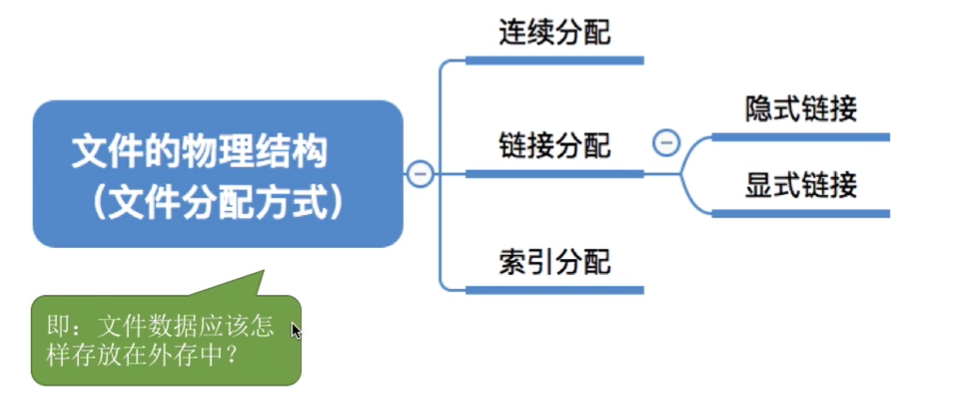 连续分配
隐式链接
文件的物理结构
（文件分配方式）
链接分配
显式链接
索引分配
即：文件数据应该怎
样存放在外存中？